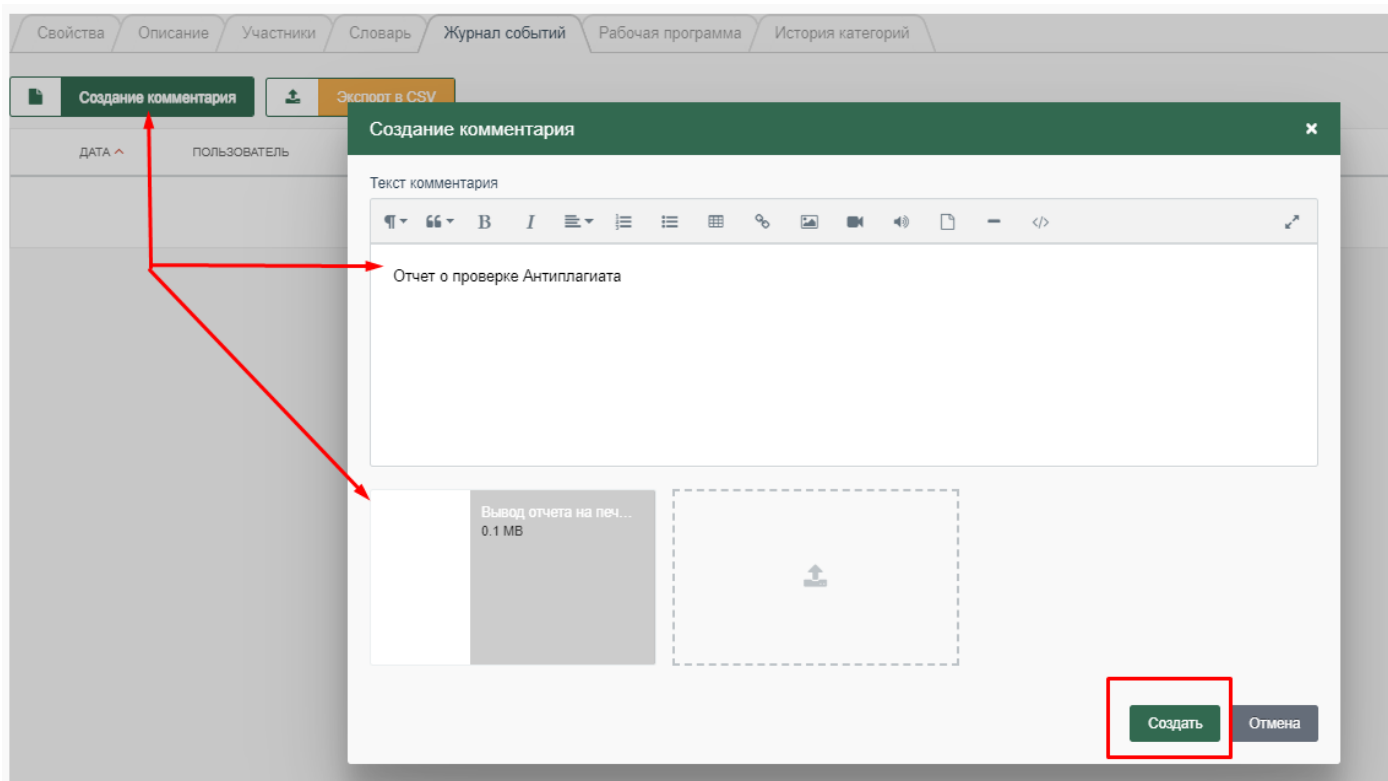 Свойства Описание Участники Словарь Журнал событий Рабочая программа История категорий
Создание комментария Экспорт в CSV
ДАТА ПОЛЬЗОВАТЕЛЬ
Создание комментария
Текст комментария
Отчет о проверке Антиплагиата
Вывод отчета на печ...
0.1 MB
Создать Отмена